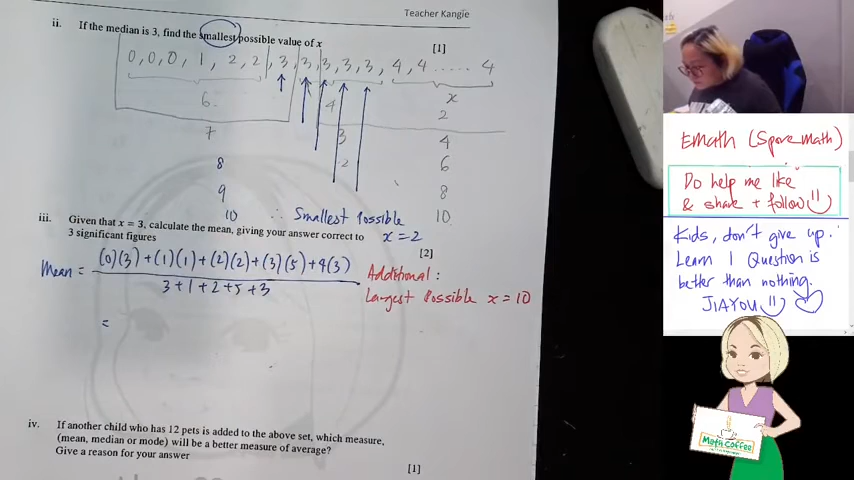 Teacher Kangie
ii. If the median is 3, find the smallest possible value of x
[1]
0,0,0, 1, 2, 2, 3, 3, 3, 3, 3, 4, 4 ..... 4
6 4 x
2
7 3 4
8 2 6
9 8
10 ∴ Smallest Possible 10
x = 2
iii. Given that x = 3, calculate the mean, giving your answer correct to
3 significant figures
[2]
Mean = (0)(3) + (1)(1) + (2)(2) + (3)(5) + 4(3)
3 + 1 + 2 + 5 + 3
=
Additional :
Largest Possible x = 10
iv. If another child who has 12 pets is added to the above set, which measure,
(mean, median or mode) will be a better measure of average?
Give a reason for your answer
[1]
EMath (Spore Math)
Do help me like
& share + follow
Kids, don't give up.
Learn 1 Question is
better than nothing.
JIAYOU
Math Coffee